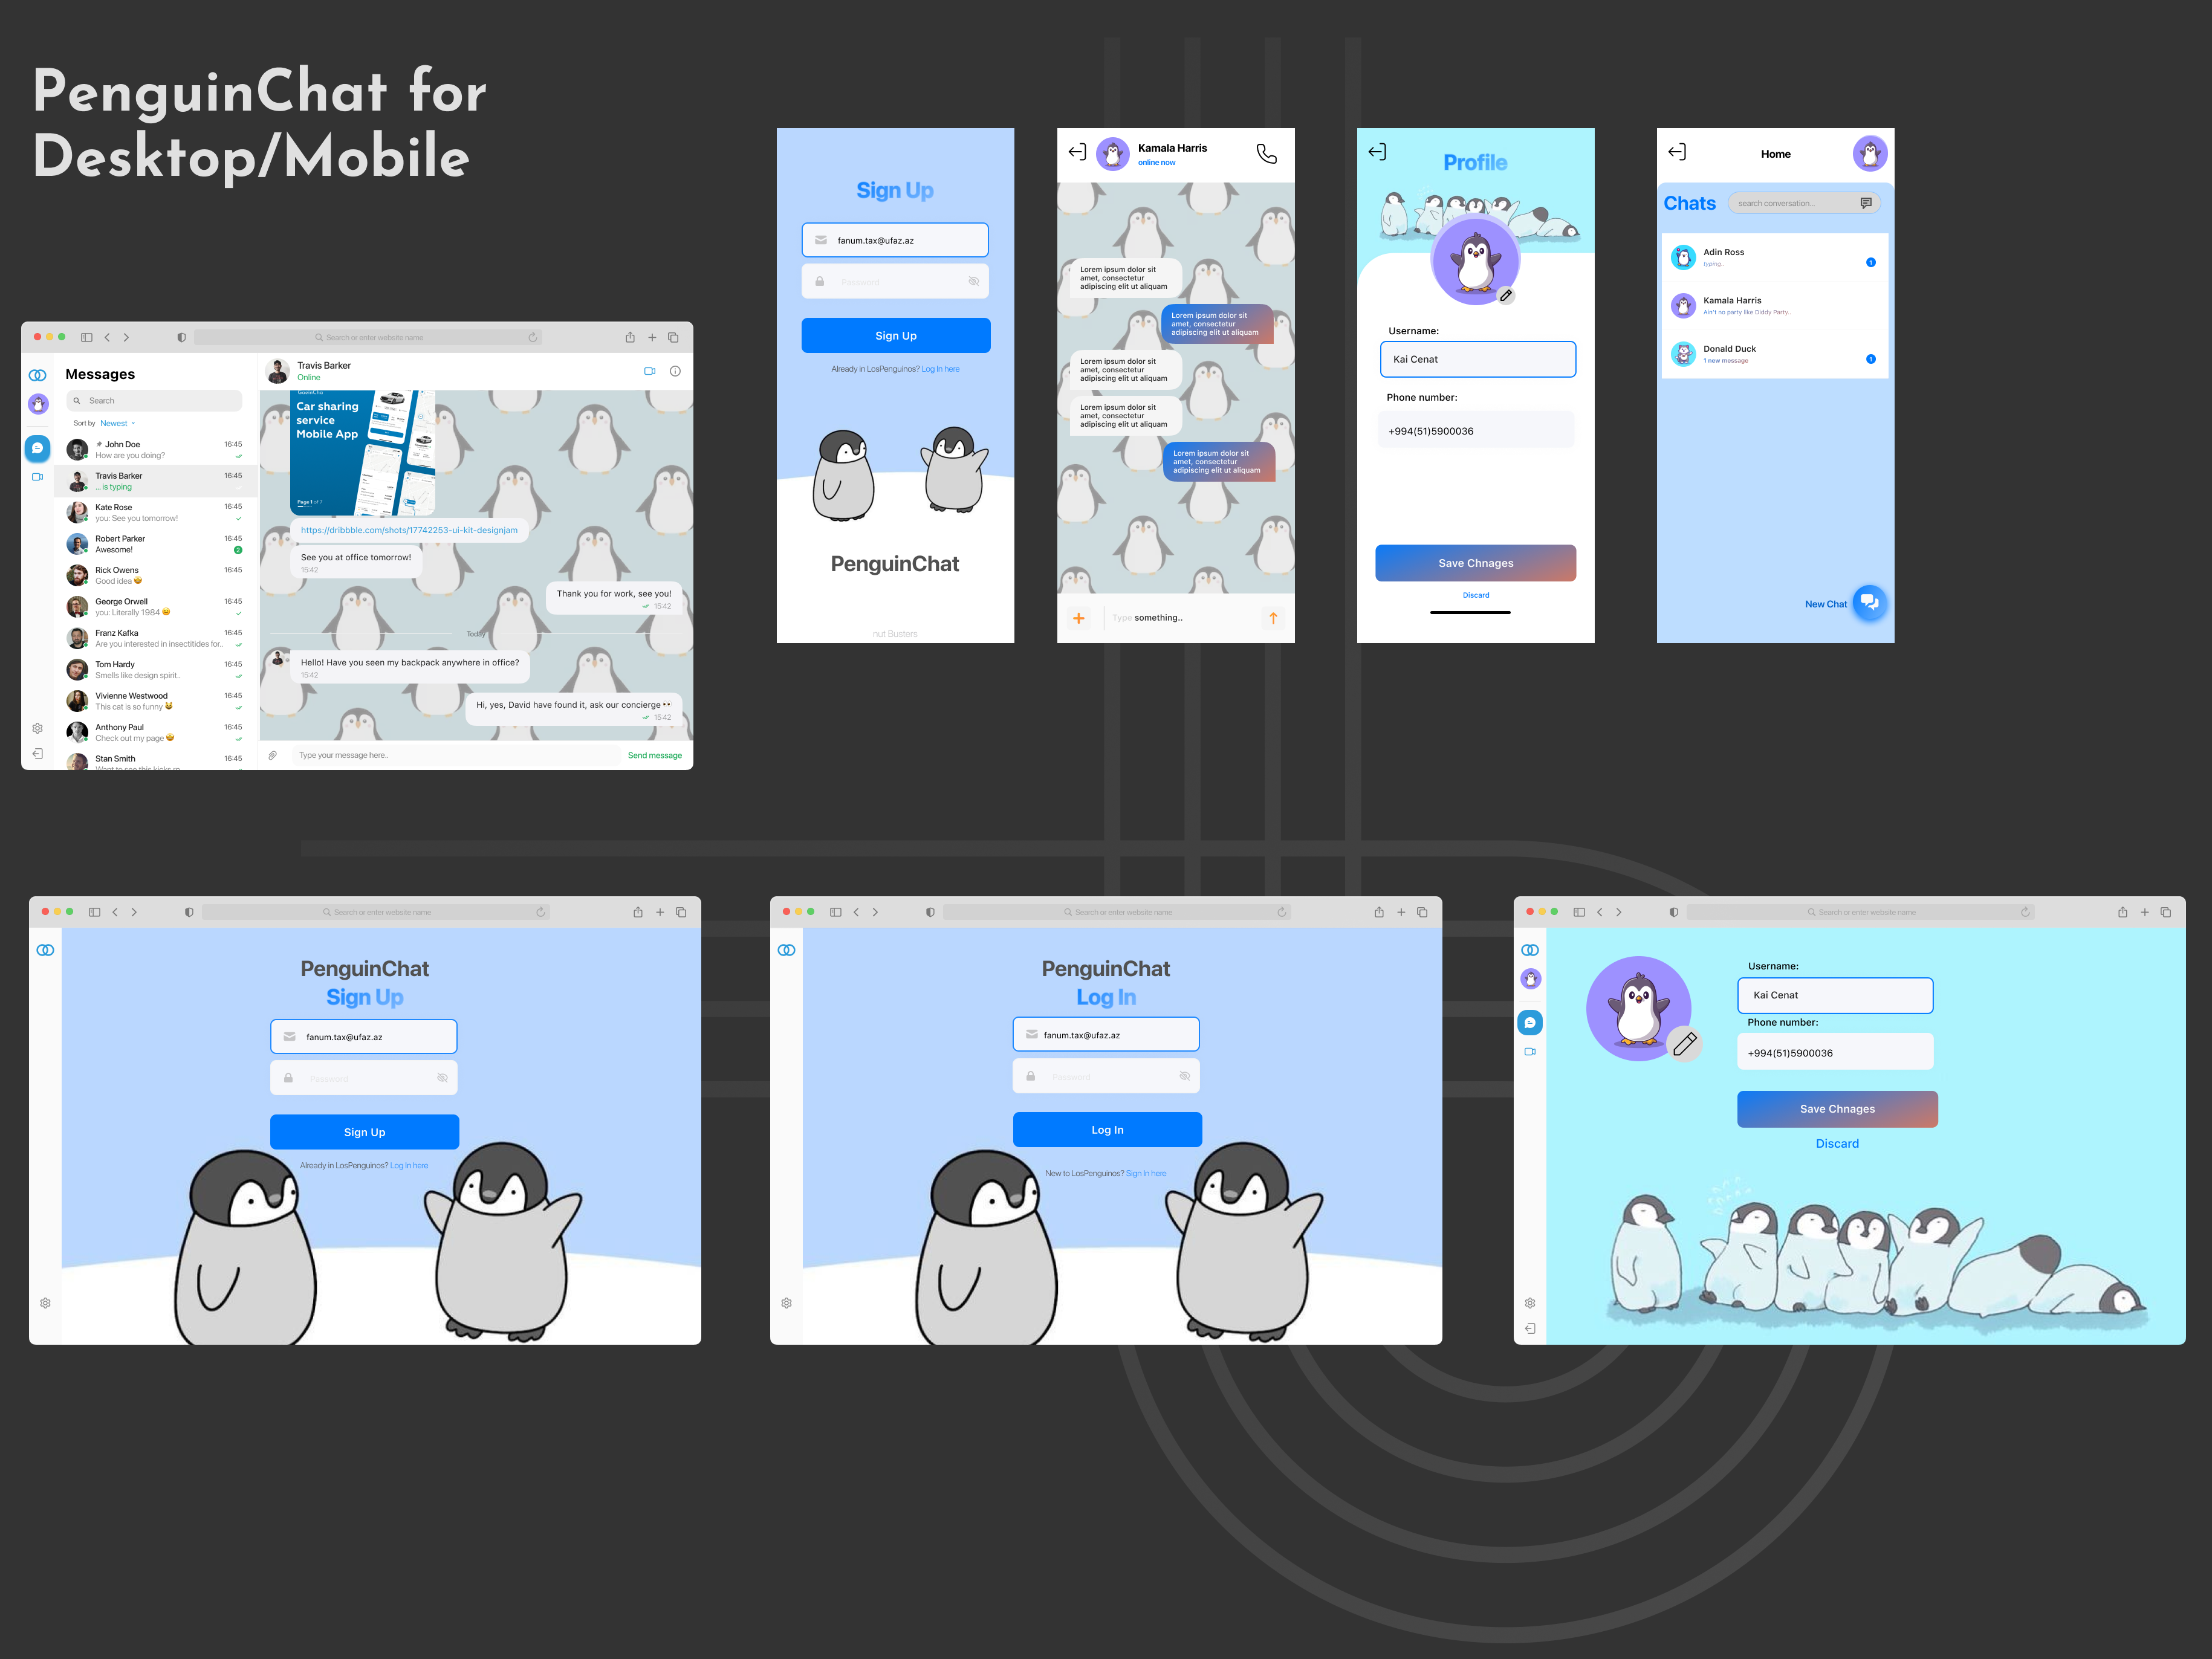 PenguinChat for
Desktop/Mobile
Sign Up
fanum.tax@ufaz.az
Password
Sign Up
Already in LosPenguinos? Log In here
PenguinChat
nut Busters
Kamala Harris
online now
Lorem ipsum dolor sit
amet, consectetur
adipiscing elit ut aliquam
Lorem ipsum dolor sit
amet, consectetur
adipiscing elit ut aliquam
Lorem ipsum dolor sit
amet, consectetur
adipiscing elit ut aliquam
Lorem ipsum dolor sit
amet, consectetur
adipiscing elit ut aliquam
Lorem ipsum dolor sit
amet, consectetur
adipiscing elit ut aliquam
Type something..
Profile
Username:
Kai Cenat
Phone number:
+994(51)5900036
Save Chnages
Discard
Home
Chats
search conversation...
Adin Ross
typing
1
Kamala Harris
Ain't no party like Diddy Party..
Donald Duck
1 new message
1
New Chat
Search or enter website name
Messages
Search
Sort by Newest
John Doe 16:45
How are you doing?
Travis Barker 16:45
... is typing
Kate Rose 16:45
you: See you tomorrow!
Robert Parker 16:45
Awesome! 2
Rick Owens 16:45
Good idea 🤩
George Orwell 16:45
you: Literally 1984
Franz Kafka 16:45
Are you interested in insectitides for..
Tom Hardy 16:45
Smells like design spirit..
Vivienne Westwood 16:45
This cat is so funny 😸
Anthony Paul 16:45
Check out my page 🤩
Stan Smith 16:45
Travis Barker
Online
Car sharing
service
Mobile App
Page 1 of 7
https://dribbble.com/shots/17742253-ui-kit-designjam
See you at office tomorrow!
15:42
Thank you for work, see you!
15:42
Today
Hello! Have you seen my backpack anywhere in office?
15:42
Hi, yes, David have found it, ask our concierge 👀
15:42
Type your message here..
Send message
Search or enter website name
PenguinChat
Sign Up
fanum.tax@ufaz.az
Password
Sign Up
Already in LosPenguinos? Log In here
Search or enter website name
PenguinChat
Log In
fanum.tax@ufaz.az
Password
Log In
New to LosPenguinos? Sign In here
Search or enter website name
Username:
Kai Cenat
Phone number:
+994(51)5900036
Save Chnages
Discard